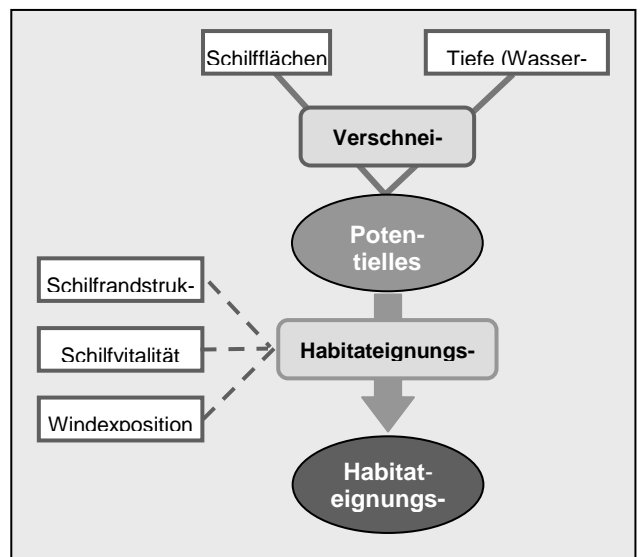 Schilfflächen
Tiefe (Wasser-
Verschnei-
Poten-
tielles
Schilfrandstruk-
Schilfvitalität
Windexposition
Habitateignungs-
Habitat-
eignungs-